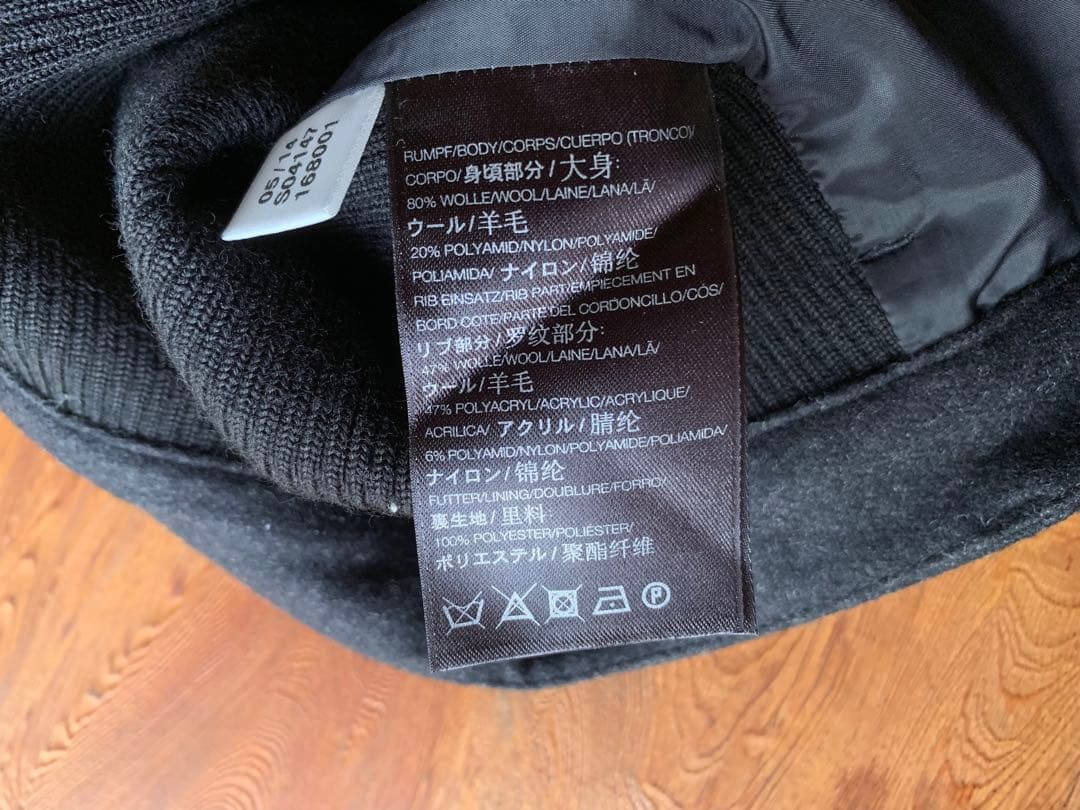 05/14
S04147
168001
RUMPF/BODY/CORPS/CUERPO (TRONCO)/
CORPO/身頃部分/大身:
80% WOLLE/WOOL/LAINE/LANA/LÃ/
ウール/羊毛
20% POLYAMID/NYLON/POLYAMIDE/
POLIAMIDA/ ナイロン/锦纶
RIB EINSATZ/RIB PART/EMPIECEMENT EN
BORD COTE/PARTE DEL CORDONCILLO/CÓS/
リブ部分/罗纹部分:
47% WOLLE/WOOL/LAINE/LANA/LÃ/
ウール/羊毛
47% POLYACRYL/ACRYLIC/ACRYLIQUE/
ACRILICA/ アクリル/腈纶
6% POLYAMID/NYLON/POLYAMIDE/POLIAMIDA/
ナイロン/锦纶
FUTTER/LINING/DOUBLURE/FORRO/
裏生地/里料:
100% POLYESTER/POLIESTER/
ポリエステル/聚酯纤维
P